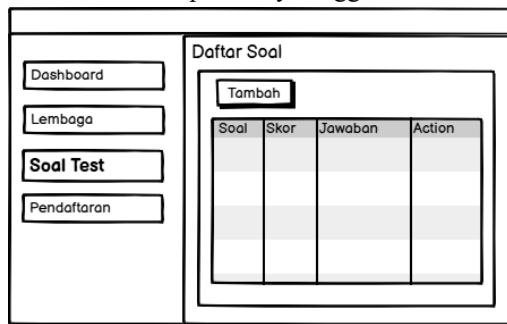 Daftar Soal
Dashboard
Lembaga
Soal Test
Pendaftaran
Tambah
Soal Skor Jawaban Action